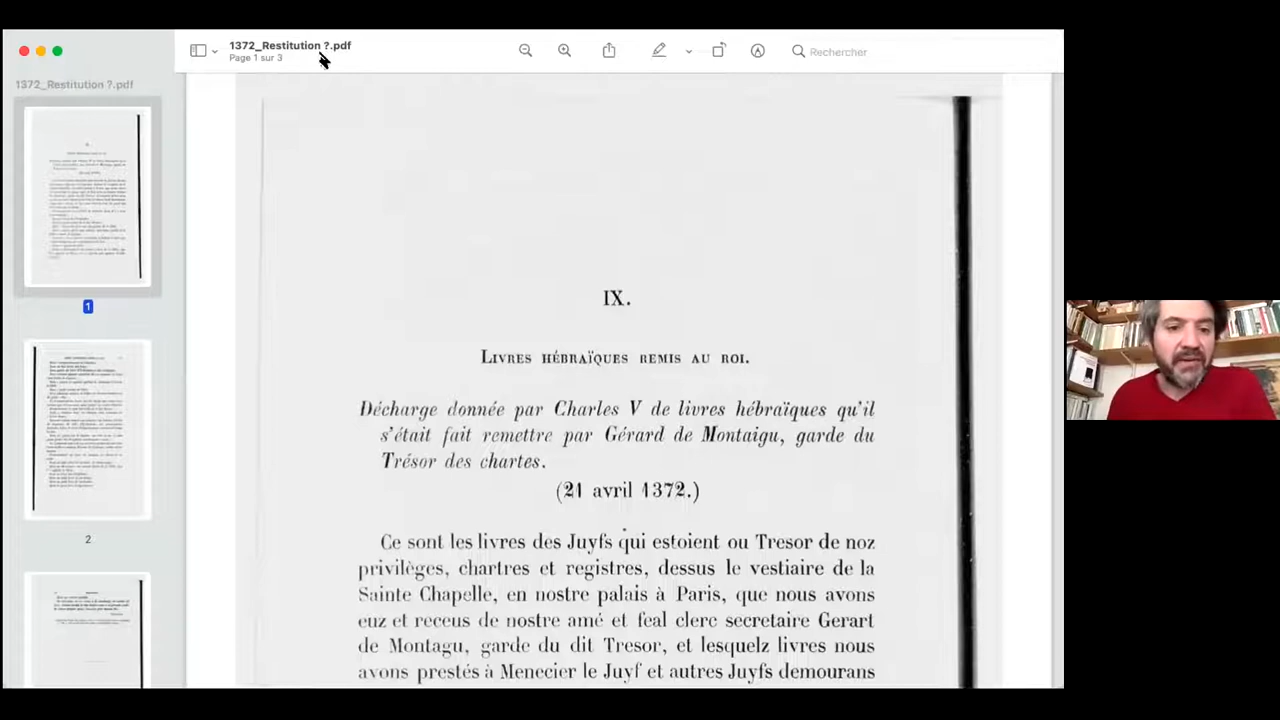 1372_Restitution ?.pdf
Page 1 sur 3
Rechercher
1372_Restitution ?.pdf
1
2
IX.
Livres hébraïques remis au roi.
Décharge donnée par Charles V de livres hébraïques qu'il
s'était fait remettre par Gérard de Montaigu, garde du
Trésor des chartes.
(21 avril 1372.)
Ce sont les livres des Juyfs qui estoient ou Tresor de noz
privilèges, chartres et registres, dessus le vestiaire de la
Sainte Chapelle, en nostre palais à Paris, que nous avons
euz et receus de nostre amé et feal clerc secretaire Gerart
de Montagu, garde du dit Tresor, et lesquelz livres nous
avons prestés à Menecier le Juyf et autres Juyfs demourans